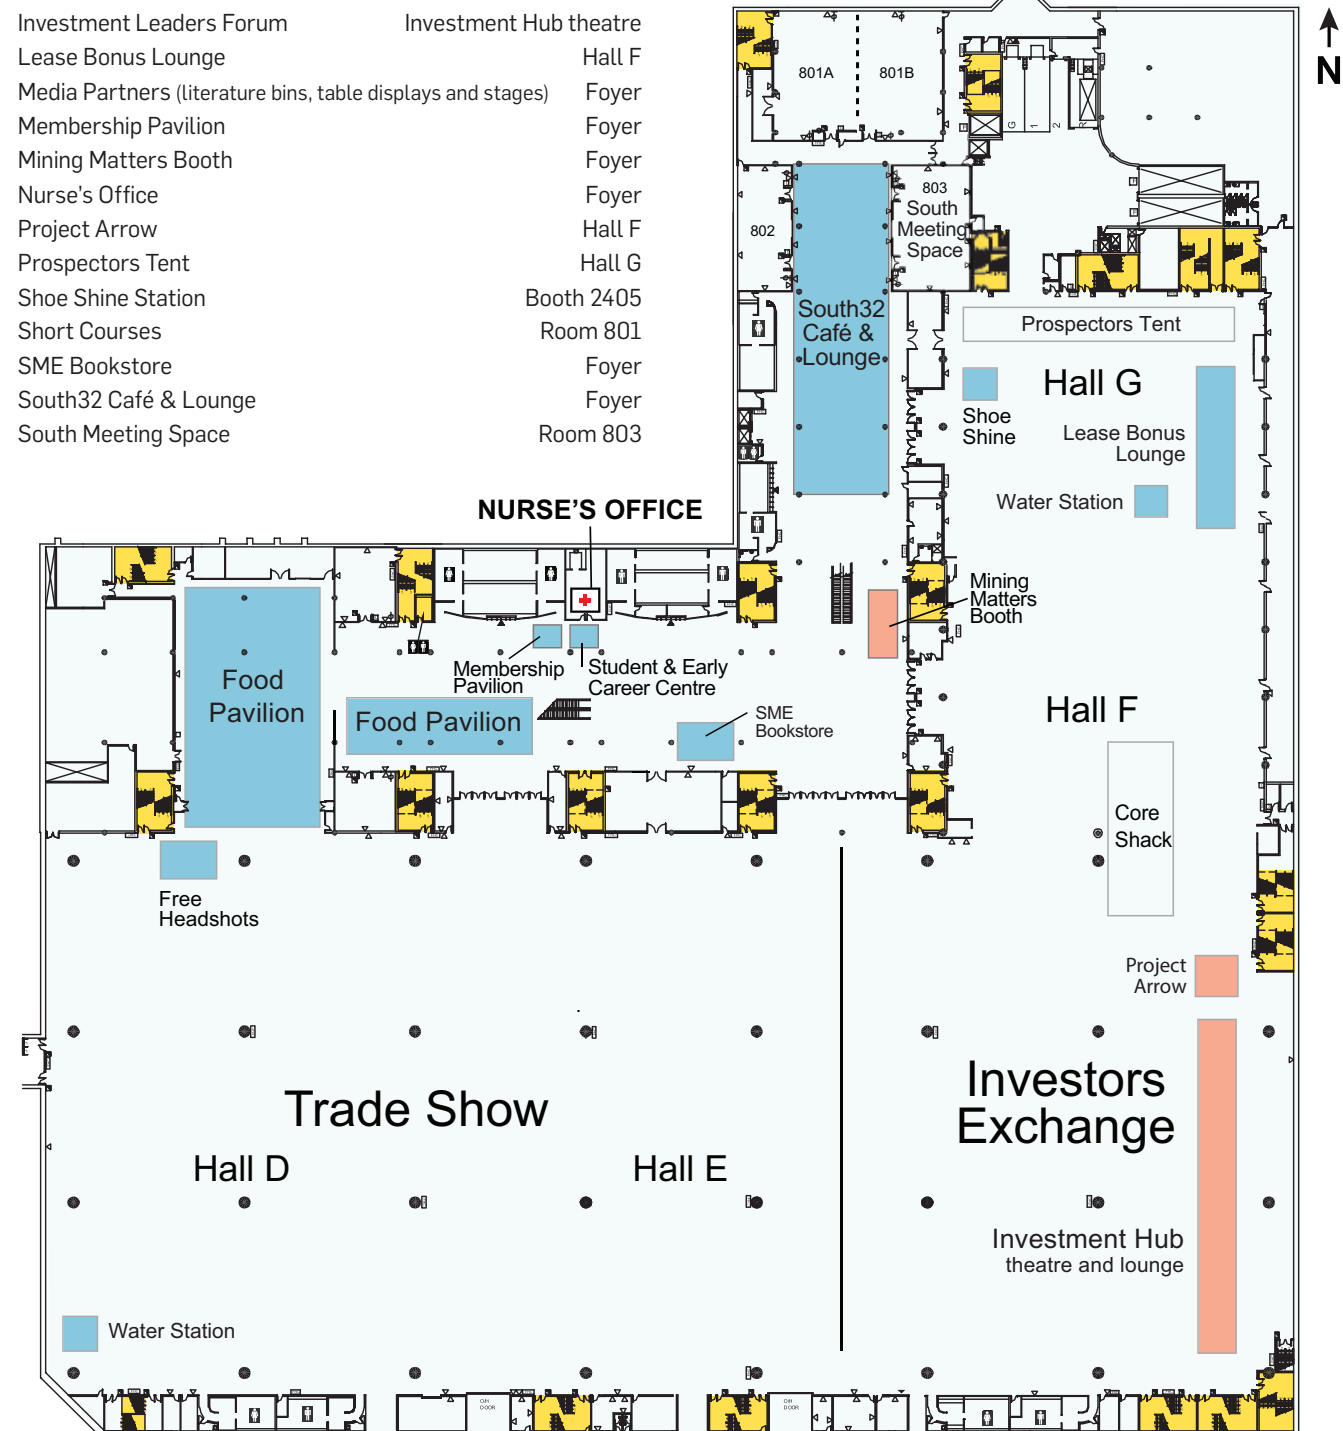 Investment Leaders Forum Investment Hub theatre
Lease Bonus Lounge Hall F
Media Partners (literature bins, table displays and stages) Foyer
Membership Pavilion Foyer
Mining Matters Booth Foyer
Nurse's Office Foyer
Project Arrow Hall F
Prospectors Tent Hall G
Shoe Shine Station Booth 2405
Short Courses Room 801
SME Bookstore Foyer
South32 Café & Lounge Foyer
South Meeting Space Room 803
N
801A
801B
G
1
2
R
802
803
South
Meeting
Space
South32
Café &
Lounge
Prospectors Tent
Hall G
Shoe
Shine
Lease Bonus
Lounge
Water Station
NURSE’S OFFICE
Mining
Matters
Booth
Membership
Pavilion
Student & Early
Career Centre
Food
Pavilion
Food Pavilion
SME
Bookstore
Hall F
Core
Shack
Free
Headshots
Project
Arrow
Trade Show
Investors
Exchange
Hall D
Hall E
Investment Hub
theatre and lounge
Water Station
O/H
DOOR
O/H
DOOR